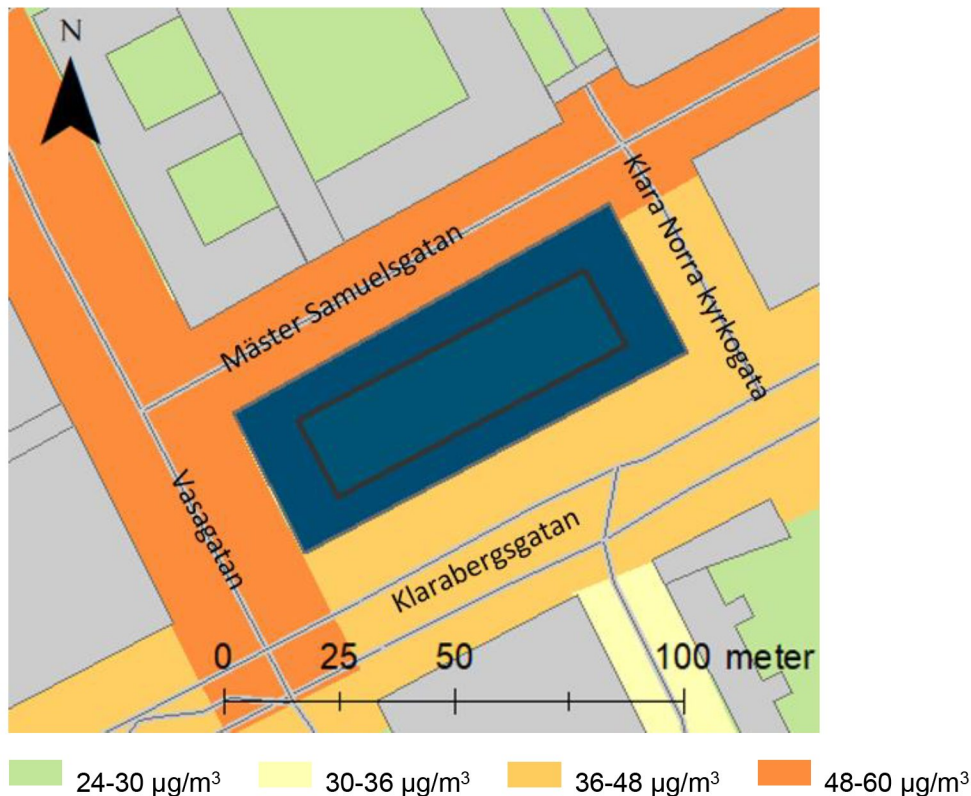 N
Mäster Samuelsgatan
Klara Norra kyrkogata
Vasagatan
Klarabergsgatan
0 25 50 100 meter
24-30 µg/m³ 30-36 µg/m³ 36-48 µg/m³ 48-60 µg/m³